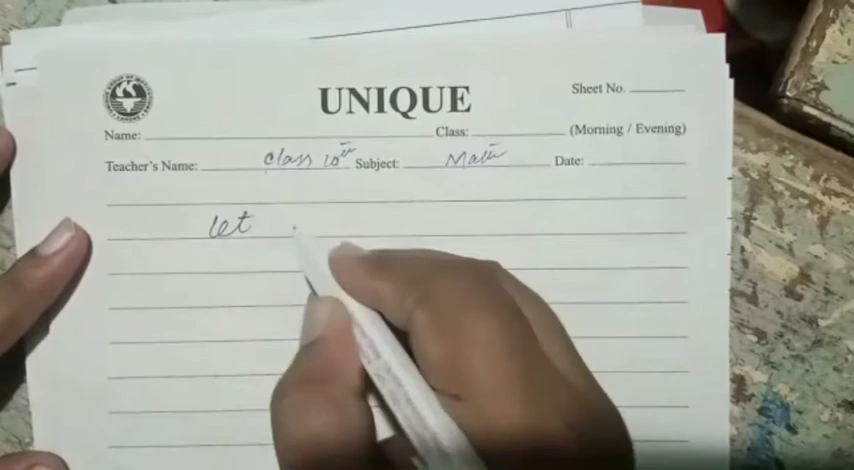 UNIQUE
Sheet No.
Name: Class: (Morning / Evening)
Teacher's Name: class 10th Subject: Math Date:
let